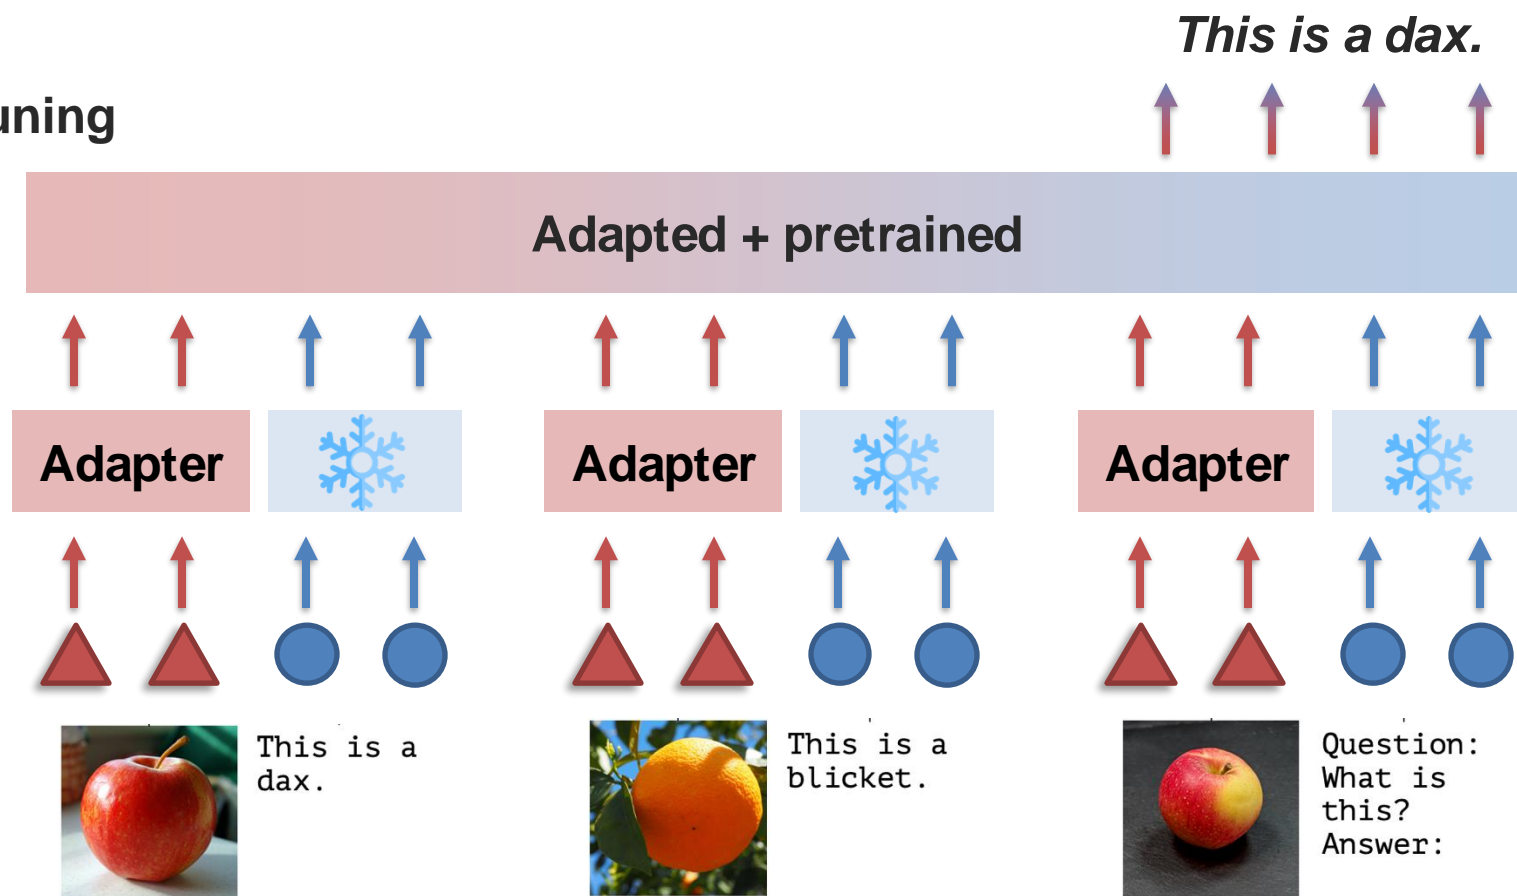 This is a dax.
uning
Adapted + pretrained
Adapter
Adapter
Adapter
This is a
dax.
This is a
blicket.
Question:
What is
this?
Answer: